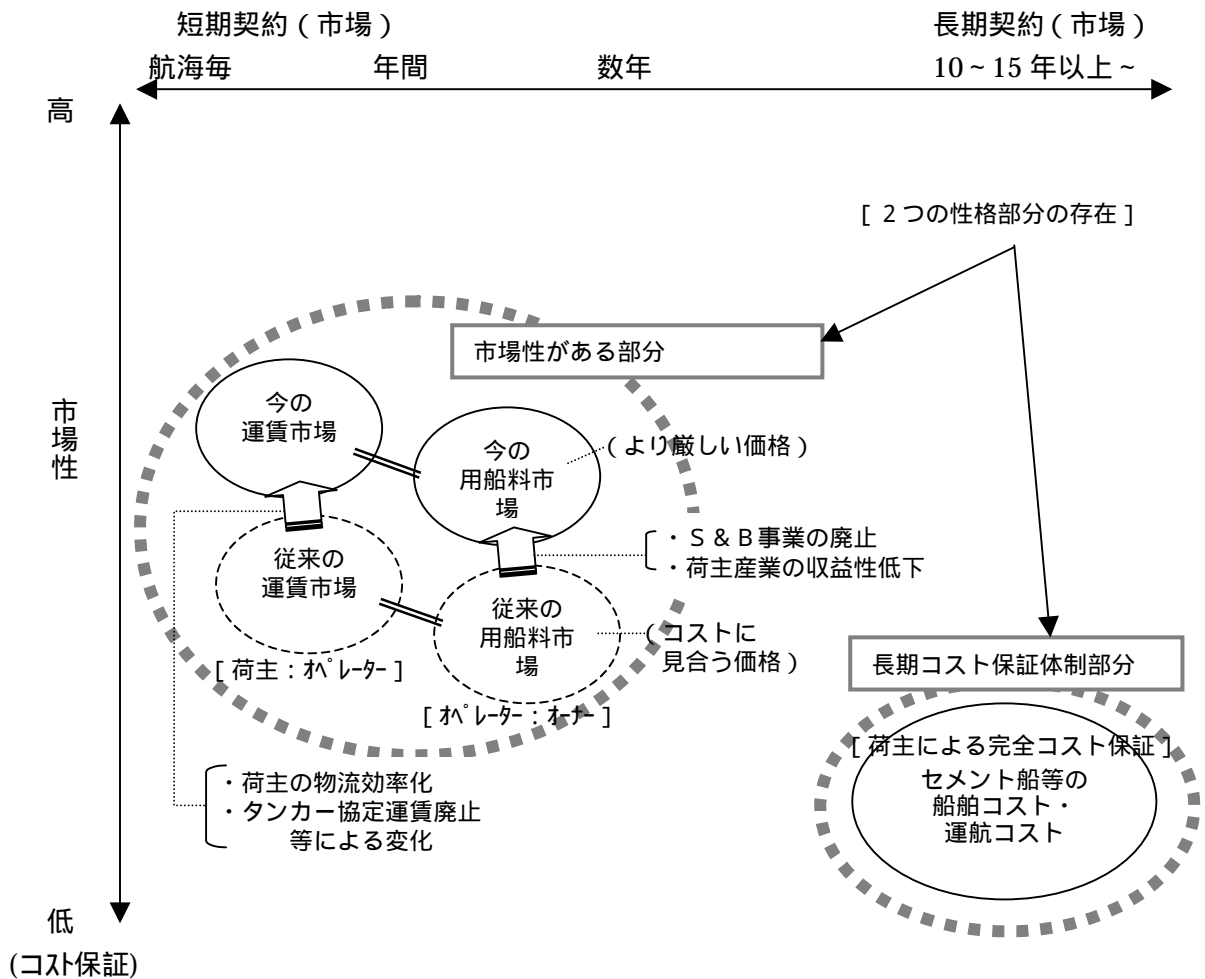 短期契約（市場）
長期契約（市場）
航海毎 年間 数年 10～15年以上～
高
［２つの性格部分の存在］
市場性がある部分
市場性
今の
運賃市場
今の
用船料市
場
（より厳しい価格）
従来の
運賃市場
・Ｓ＆Ｂ事業の廃止
・荷主産業の収益性低下
従来の
用船料市
場
（コストに
見合う価格）
［荷主：ｵﾍﾟﾚｰﾀｰ］
［ｵﾍﾟﾚｰﾀｰ：ｵｰﾅｰ］
長期コスト保証体制部分
［荷主による完全コスト保証］
セメント船等の
船舶コスト・
運航コスト
・荷主の物流効率化
・タンカー協定運賃廃止
等による変化
低
(コスト保証)